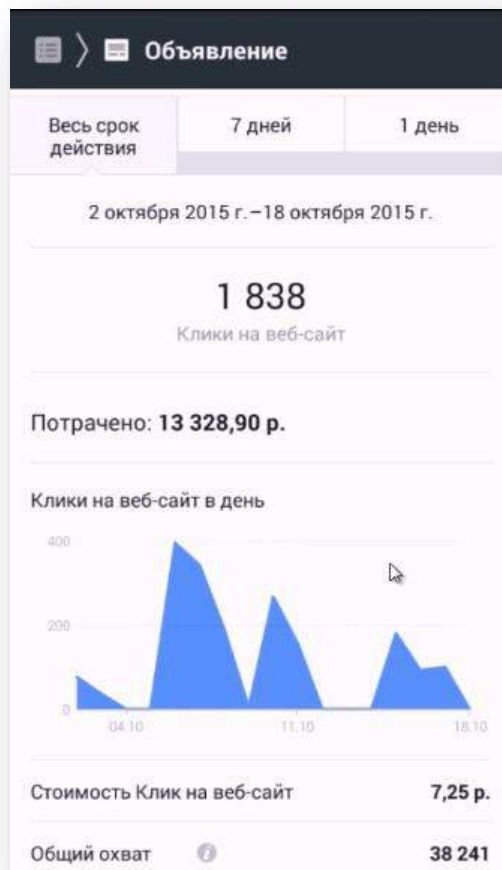 Объявление
Весь срок
действия
7 дней
1 день
2 октября 2015 г.–18 октября 2015 г.
1 838
Клики на веб-сайт
Потрачено: 13 328,90 р.
Клики на веб-сайт в день
400
200
0
04.10
11.10
18.10
Стоимость Клик на веб-сайт
7,25 р.
Общий охват
38 241